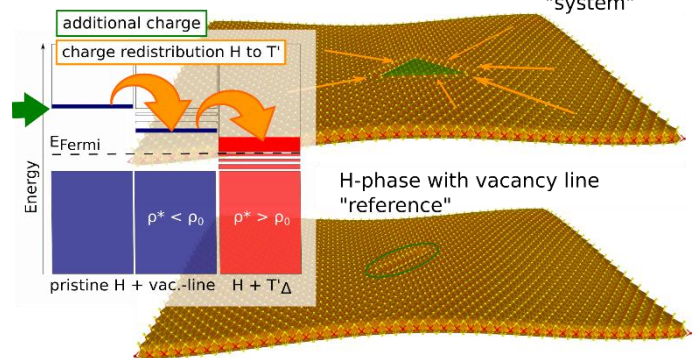 "system"
additional charge
charge redistribution H to T'
EFermi
Energy
ρ* < ρ₀
ρ* > ρ₀
pristine H + vac.-line
H + T'Δ
H-phase with vacancy line
"reference"